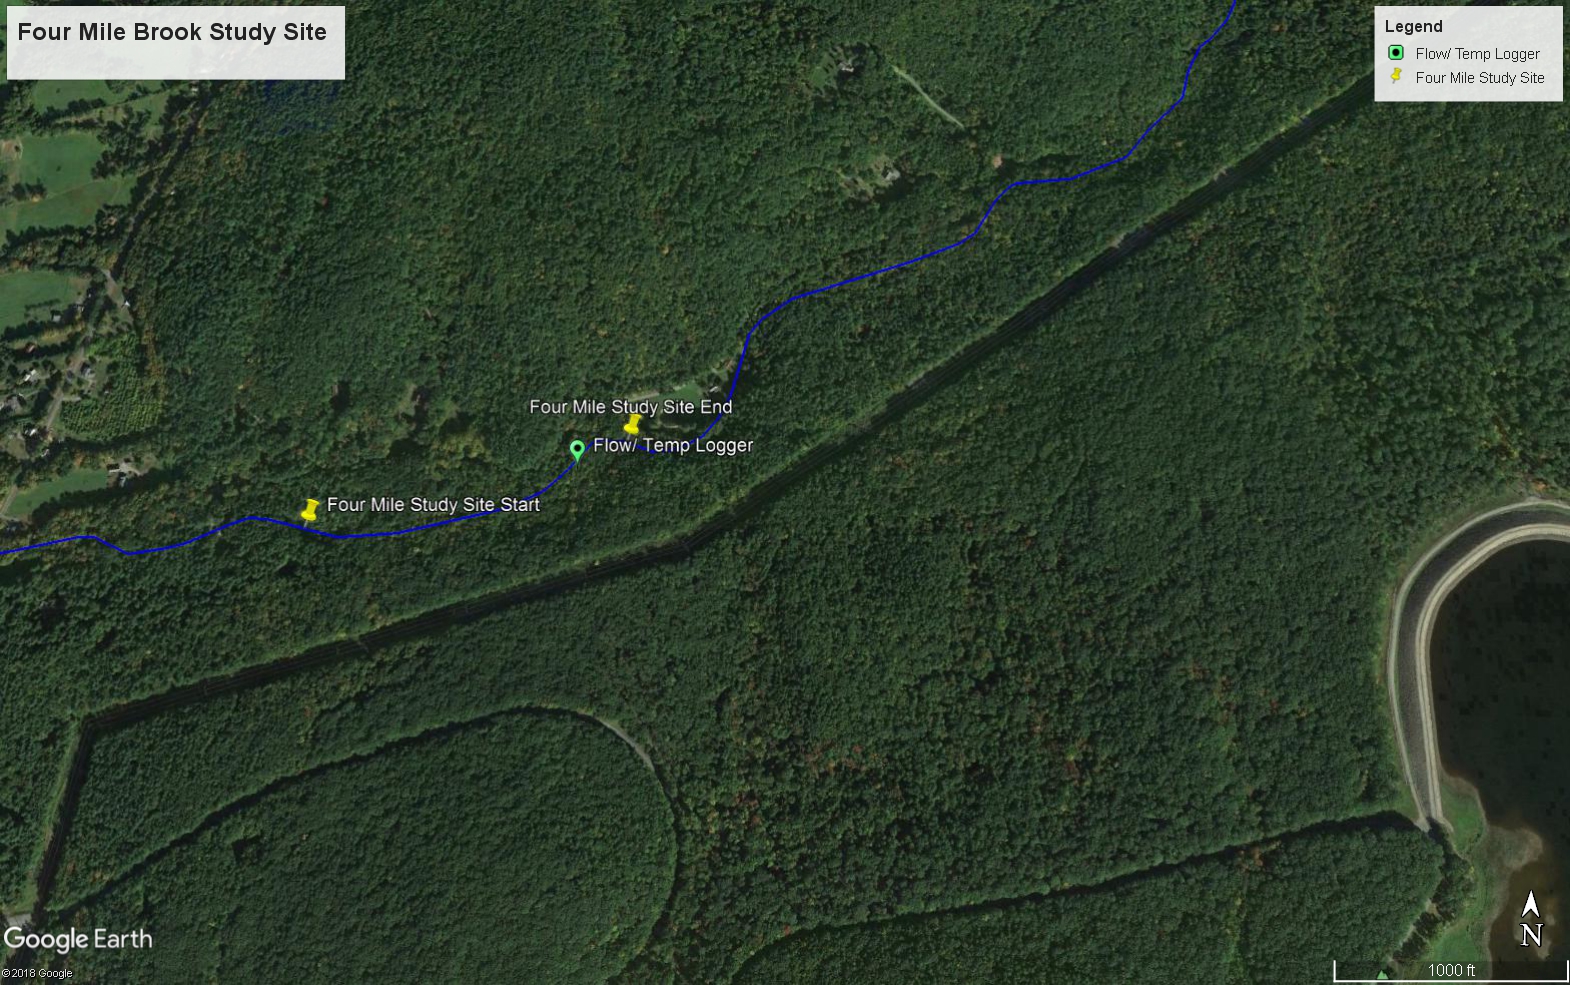 Four Mile Brook Study Site
Legend
Flow/ Temp Logger
Four Mile Study Site
Four Mile Study Site End
Flow/ Temp Logger
Four Mile Study Site Start
Google Earth
©2018 Google
N
1000 ft